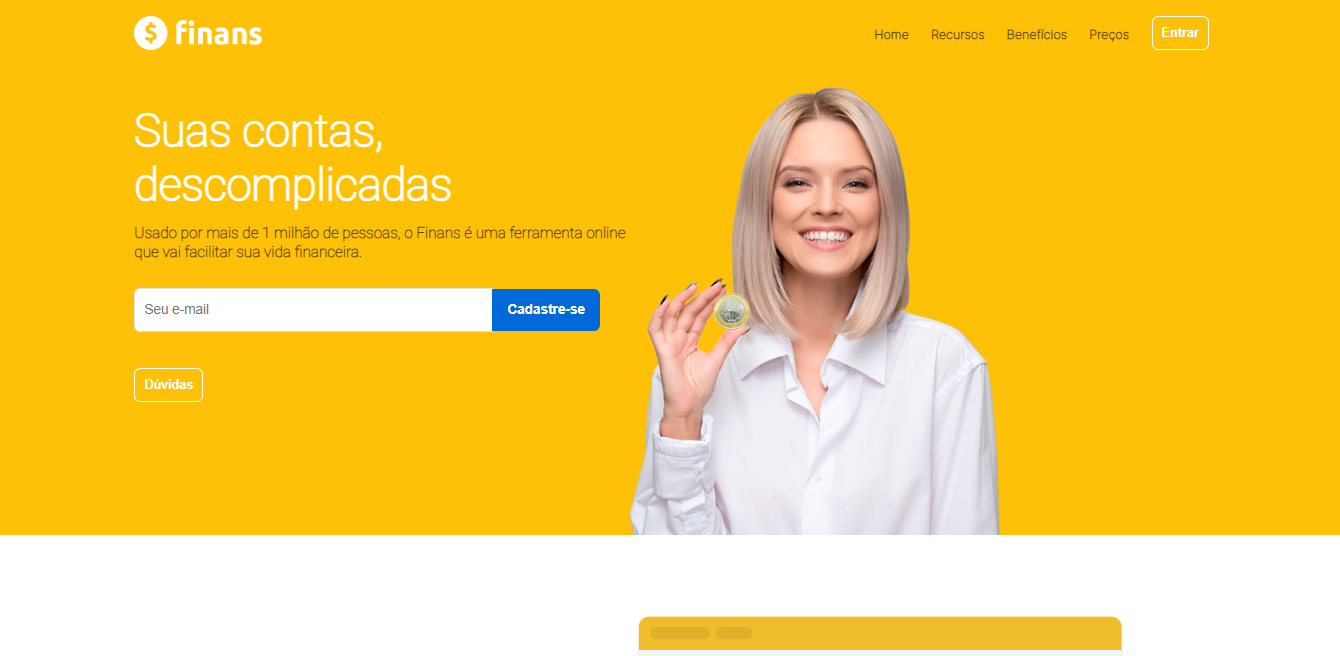 $ finans
Home Recursos Benefícios Preços Entrar
Suas contas,
descomplicadas
Usado por mais de 1 milhão de pessoas, o Finans é uma ferramenta online
que vai facilitar sua vida financeira.
Seu e-mail Cadastre-se
Dúvidas